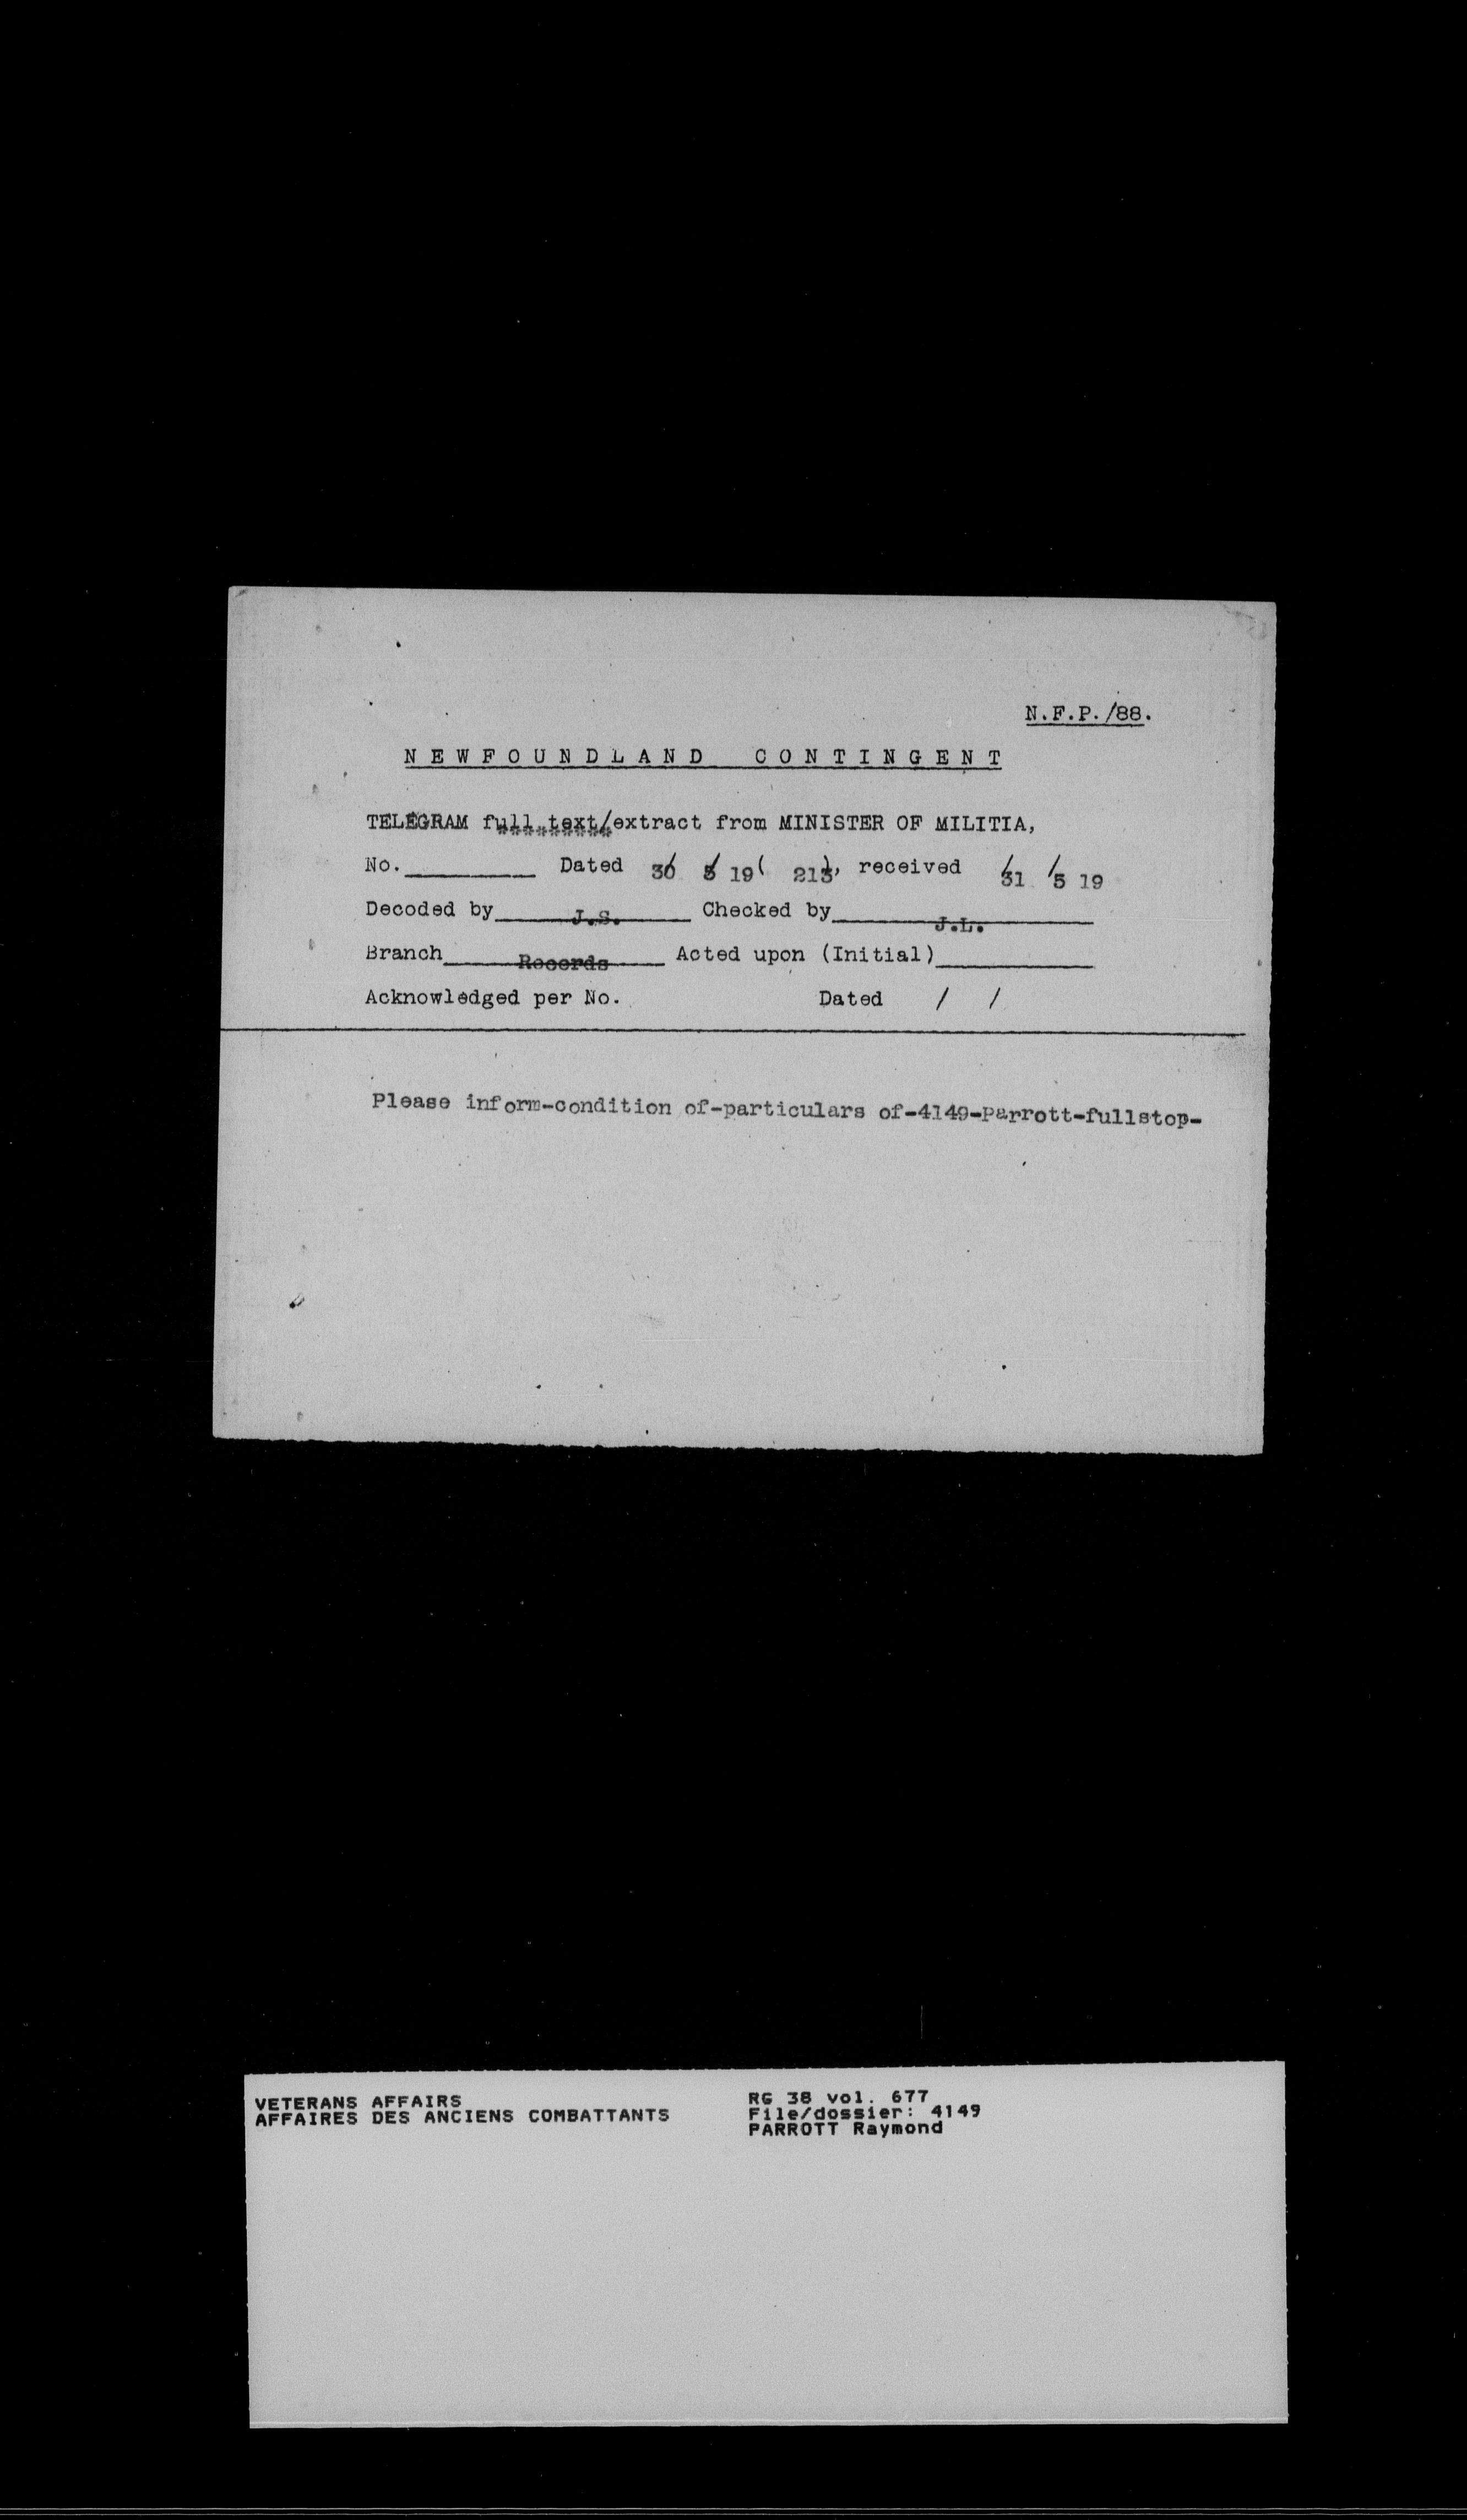 N.F.P./88.
NEWFOUNDLAND CONTINGENT
TELEGRAM full text/extract from MINISTER OF MILITIA,
No. Dated 30/ 5/ 19( 213), received /31 /5 19
Decoded by J.S. Checked by J.L.
Branch Records Acted upon (Initial)
Acknowledged per No. Dated / /
Please inform-condition of-particulars of-4149-Parrott-fullstop-
VETERANS AFFAIRS RG 38 vol. 677
AFFAIRES DES ANCIENS COMBATTANTS File/dossier: 4149
PARROTT Raymond